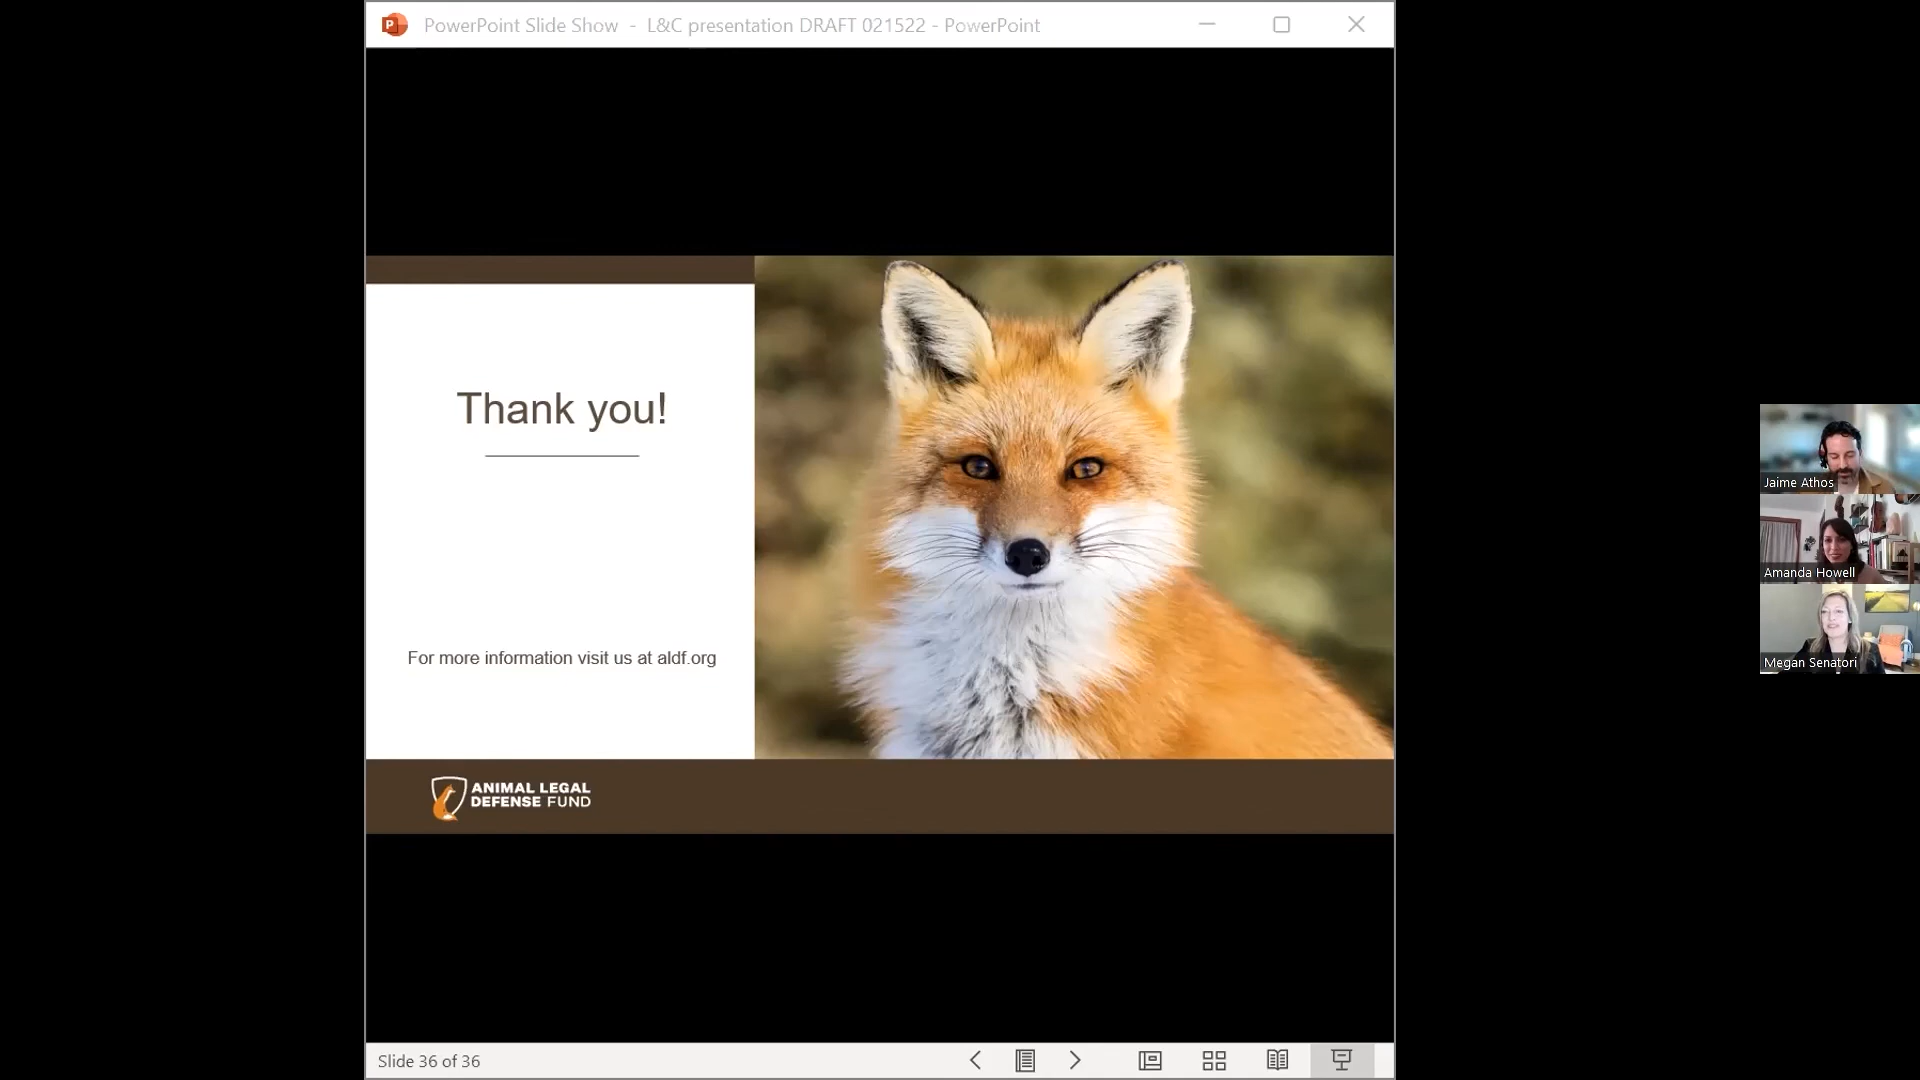 PowerPoint Slide Show - L&C presentation DRAFT 021522 - PowerPoint
Thank you!
For more information visit us at aldf.org
ANIMAL LEGAL
DEFENSE FUND
Jaime Athos
Amanda Howell
Megan Senatori
Slide 36 of 36